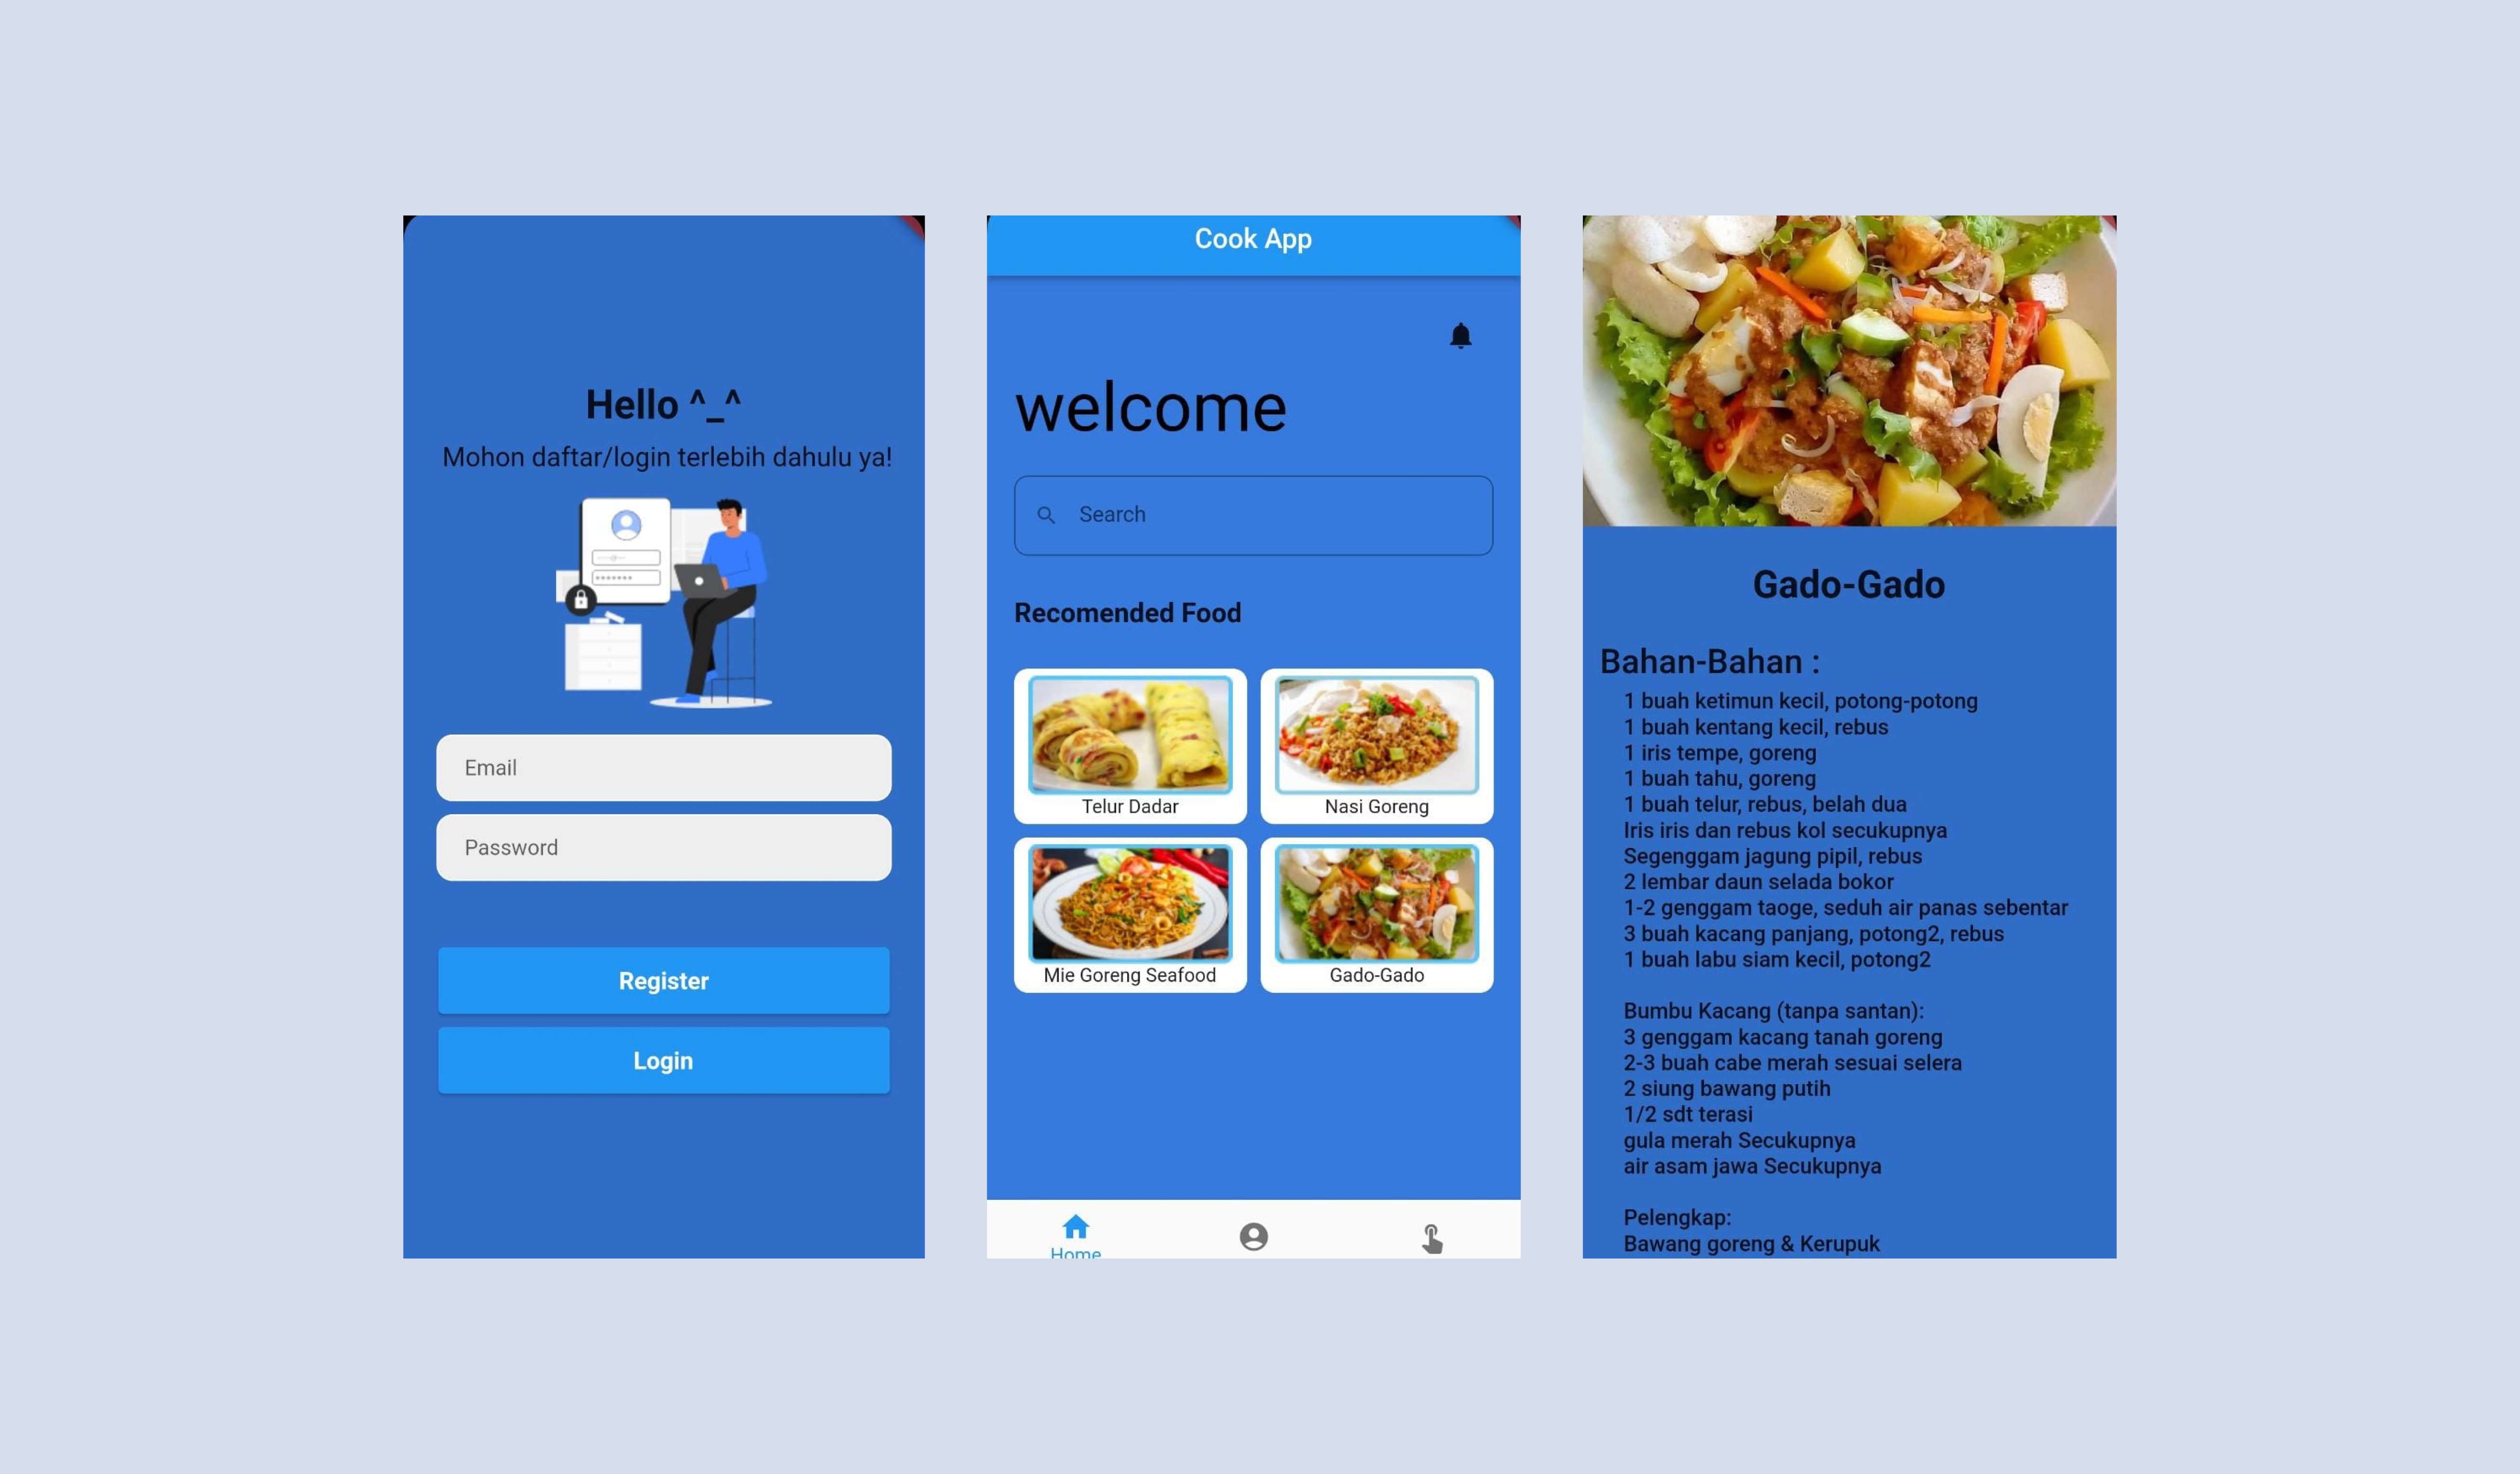 Hello ^_^
Mohon daftar/login terlebih dahulu ya!
Email
Password
Register
Login
Cook App
welcome
Search
Recomended Food
Telur Dadar
Nasi Goreng
Mie Goreng Seafood
Gado-Gado
Home
Gado-Gado
Bahan-Bahan :
1 buah ketimun kecil, potong-potong
1 buah kentang kecil, rebus
1 iris tempe, goreng
1 buah tahu, goreng
1 buah telur, rebus, belah dua
Iris iris dan rebus kol secukupnya
Segenggam jagung pipil, rebus
2 lembar daun selada bokor
1-2 genggam taoge, seduh air panas sebentar
3 buah kacang panjang, potong2, rebus
1 buah labu siam kecil, potong2
Bumbu Kacang (tanpa santan):
3 genggam kacang tanah goreng
2-3 buah cabe merah sesuai selera
2 siung bawang putih
1/2 sdt terasi
gula merah Secukupnya
air asam jawa Secukupnya
Pelengkap:
Bawang goreng & Kerupuk